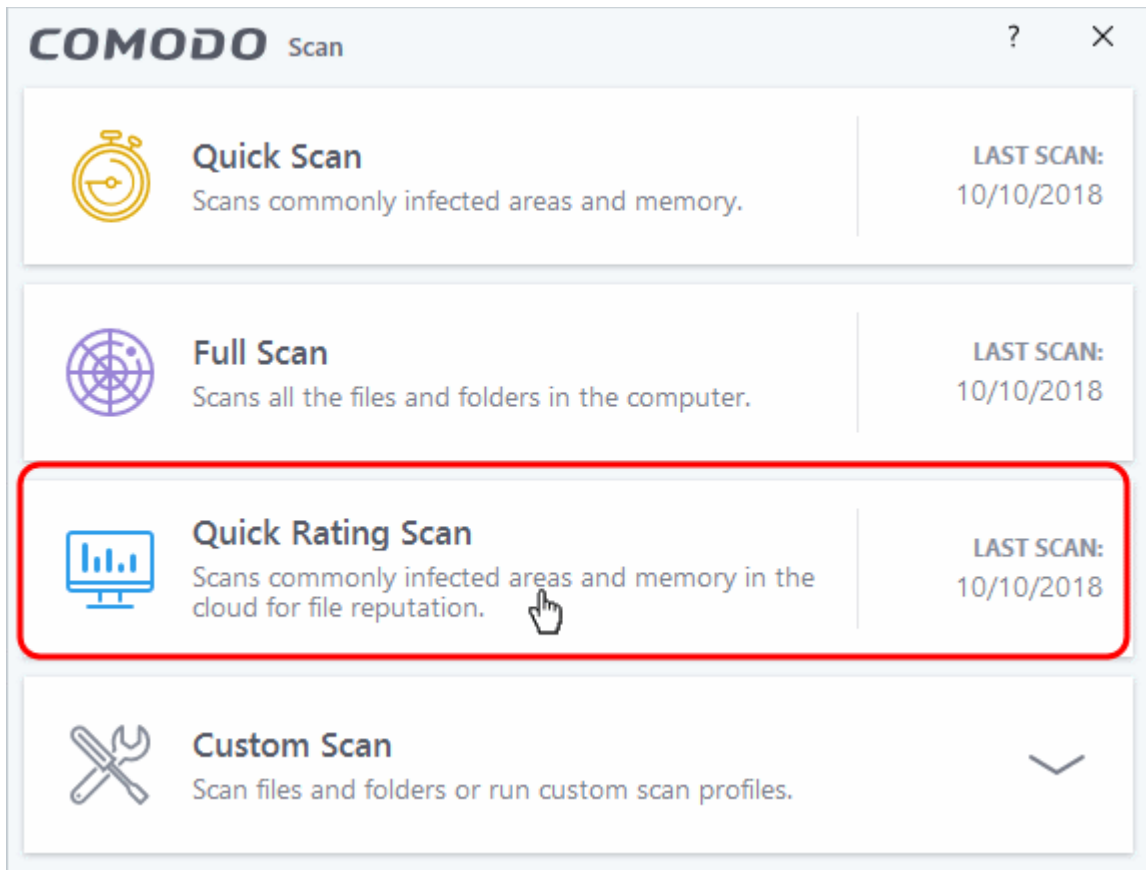 COMODO Scan ?
Quick Scan
Scans commonly infected areas and memory.
LAST SCAN:
10/10/2018
Full Scan
Scans all the files and folders in the computer.
LAST SCAN:
10/10/2018
Quick Rating Scan
Scans commonly infected areas and memory in the
cloud for file reputation.
LAST SCAN:
10/10/2018
Custom Scan
Scan files and folders or run custom scan profiles.